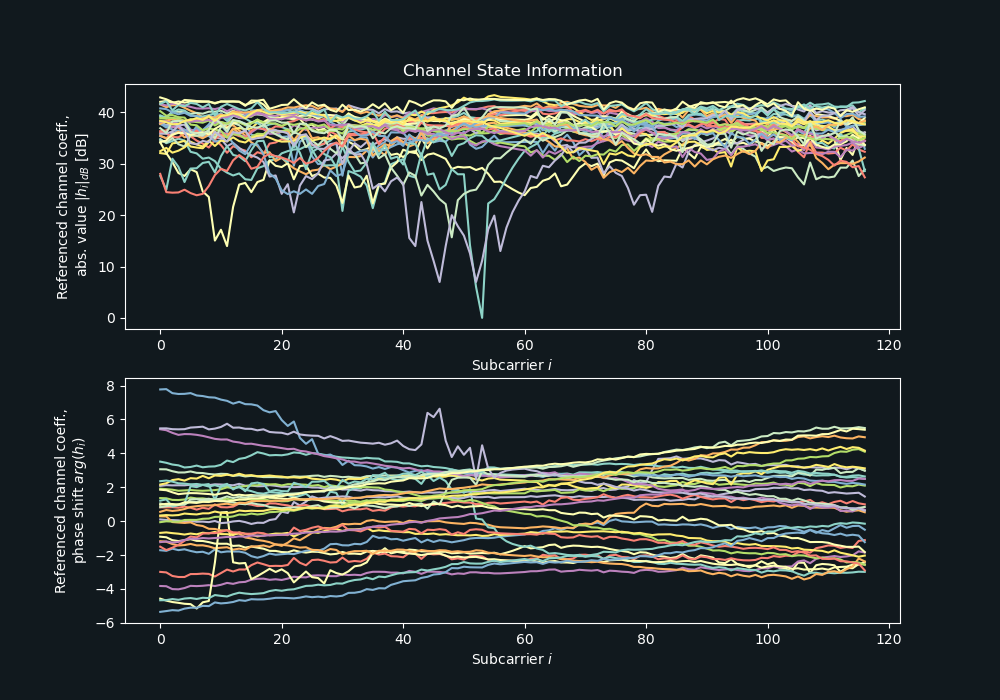 Channel State Information
Referenced channel coeff.,
abs. value |h_i|_dB [dB]
40
30
20
10
0
0 20 40 60 80 100 120
Subcarrier i
Referenced channel coeff.,
phase shift arg(h_i)
8
6
4
2
0
−2
−4
−6
0 20 40 60 80 100 120
Subcarrier i